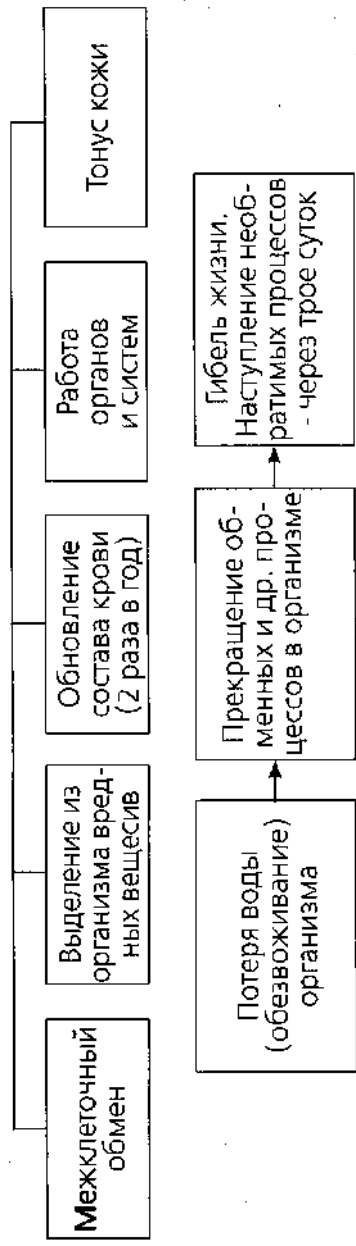 Межклеточный
обмен
Выделение из
организма вред-
ных вещесив
Обновление
состава крови
(2 раза в год)
Работа
органов
и систем
Тонус кожи
Потеря воды
(обезвоживание)
организма
Прекращение об-
менных и др. про-
цессов в организме
Гибель жизни.
Наступление необ-
ратимых процессов
- через трое суток